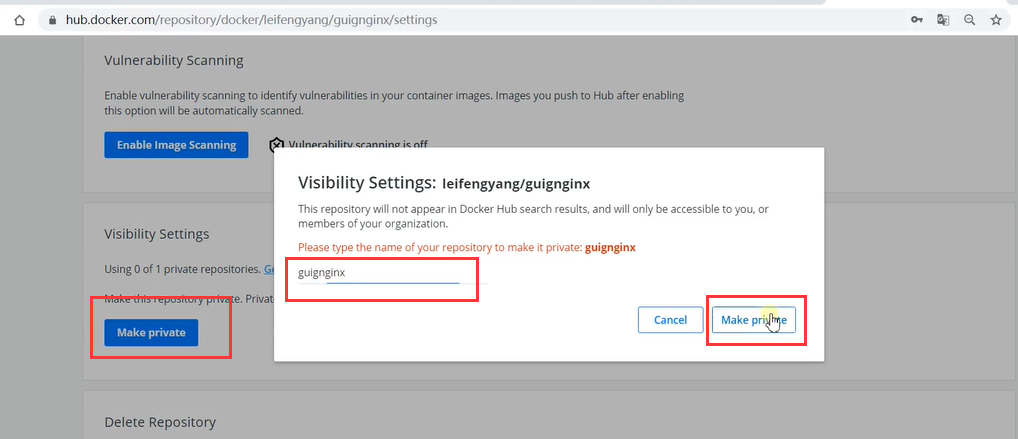 hub.docker.com/repository/docker/leifengyang/guignginx/settings
Vulnerability Scanning
Enable vulnerability scanning to identify vulnerabilities in your container images. Images you push to Hub after enabling
this option will be automatically scanned.
Enable Image Scanning
Vulnerability scanning is off
Visibility Settings: leifengyang/guignginx
This repository will not appear in Docker Hub search results, and will only be accessible to you, or
members of your organization.
Please type the name of your repository to make it private: guignginx
guignginx
Cancel
Make private
Visibility Settings
Using 0 of 1 private repositories.
Make this repository private.
Make private
Delete Repository